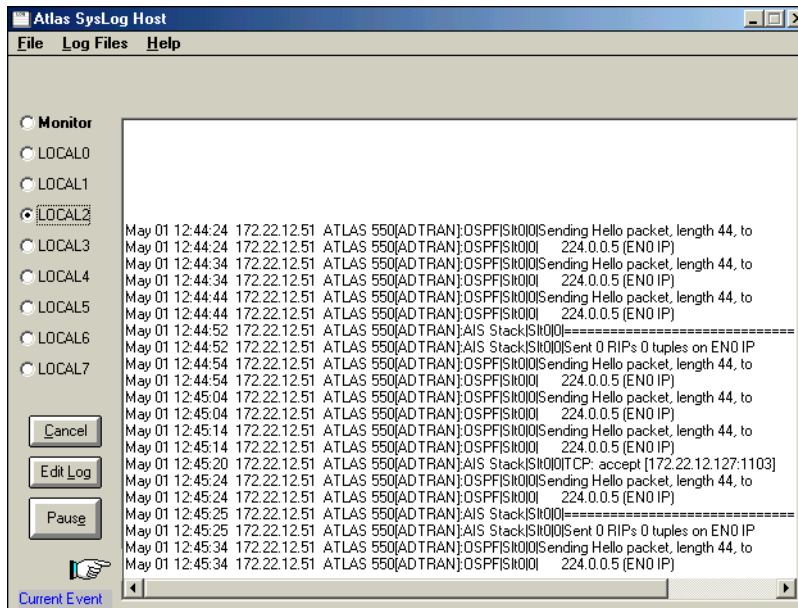 Atlas SysLog Host
File Log Files Help
Monitor
LOCAL0
LOCAL1
LOCAL2
LOCAL3
LOCAL4
LOCAL5
LOCAL6
LOCAL7
Cancel
Edit Log
Pause
Current Event
May 01 12:44:24 172.22.12.51 ATLAS 550[ADTRAN]:OSPF|Slt0|0|Sending Hello packet, length 44, to
May 01 12:44:24 172.22.12.51 ATLAS 550[ADTRAN]:OSPF|Slt0|0| 224.0.0.5 (EN0 IP)
May 01 12:44:34 172.22.12.51 ATLAS 550[ADTRAN]:OSPF|Slt0|0|Sending Hello packet, length 44, to
May 01 12:44:34 172.22.12.51 ATLAS 550[ADTRAN]:OSPF|Slt0|0| 224.0.0.5 (EN0 IP)
May 01 12:44:44 172.22.12.51 ATLAS 550[ADTRAN]:OSPF|Slt0|0|Sending Hello packet, length 44, to
May 01 12:44:44 172.22.12.51 ATLAS 550[ADTRAN]:OSPF|Slt0|0| 224.0.0.5 (EN0 IP)
May 01 12:44:52 172.22.12.51 ATLAS 550[ADTRAN]:AIS Stack|Slt0|0|==============================
May 01 12:44:52 172.22.12.51 ATLAS 550[ADTRAN]:AIS Stack|Slt0|0|Sent 0 RIPs 0 tuples on EN0 IP
May 01 12:44:54 172.22.12.51 ATLAS 550[ADTRAN]:OSPF|Slt0|0|Sending Hello packet, length 44, to
May 01 12:44:54 172.22.12.51 ATLAS 550[ADTRAN]:OSPF|Slt0|0| 224.0.0.5 (EN0 IP)
May 01 12:45:04 172.22.12.51 ATLAS 550[ADTRAN]:OSPF|Slt0|0|Sending Hello packet, length 44, to
May 01 12:45:04 172.22.12.51 ATLAS 550[ADTRAN]:OSPF|Slt0|0| 224.0.0.5 (EN0 IP)
May 01 12:45:14 172.22.12.51 ATLAS 550[ADTRAN]:OSPF|Slt0|0|Sending Hello packet, length 44, to
May 01 12:45:14 172.22.12.51 ATLAS 550[ADTRAN]:OSPF|Slt0|0| 224.0.0.5 (EN0 IP)
May 01 12:45:20 172.22.12.51 ATLAS 550[ADTRAN]:AIS Stack|Slt0|0|TCP: accept [172.22.12.127:1103]
May 01 12:45:24 172.22.12.51 ATLAS 550[ADTRAN]:OSPF|Slt0|0|Sending Hello packet, length 44, to
May 01 12:45:24 172.22.12.51 ATLAS 550[ADTRAN]:OSPF|Slt0|0| 224.0.0.5 (EN0 IP)
May 01 12:45:25 172.22.12.51 ATLAS 550[ADTRAN]:AIS Stack|Slt0|0|==============================
May 01 12:45:25 172.22.12.51 ATLAS 550[ADTRAN]:AIS Stack|Slt0|0|Sent 0 RIPs 0 tuples on EN0 IP
May 01 12:45:34 172.22.12.51 ATLAS 550[ADTRAN]:OSPF|Slt0|0|Sending Hello packet, length 44, to
May 01 12:45:34 172.22.12.51 ATLAS 550[ADTRAN]:OSPF|Slt0|0| 224.0.0.5 (EN0 IP)